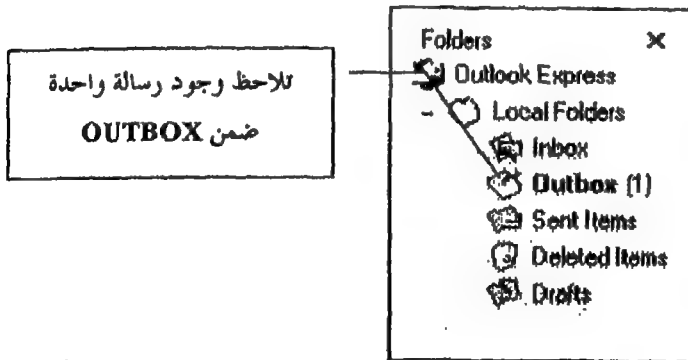 تلاحظ وجود رسالة واحدة
ضمن OUTBOX
Folders ×
Outlook Express
Local Folders
Inbox
Outbox (1)
Sent Items
Deleted Items
Drafts